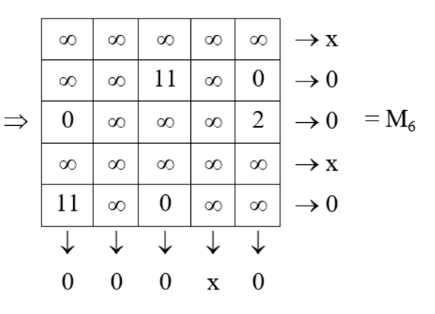 ∞ ∞ ∞ ∞ ∞ → x
∞ ∞ 11 ∞ 0 → 0
⇒ 0 ∞ ∞ ∞ 2 → 0 = M₆
∞ ∞ ∞ ∞ ∞ → x
11 ∞ 0 ∞ ∞ → 0
↓ ↓ ↓ ↓ ↓
0 0 0 x 0